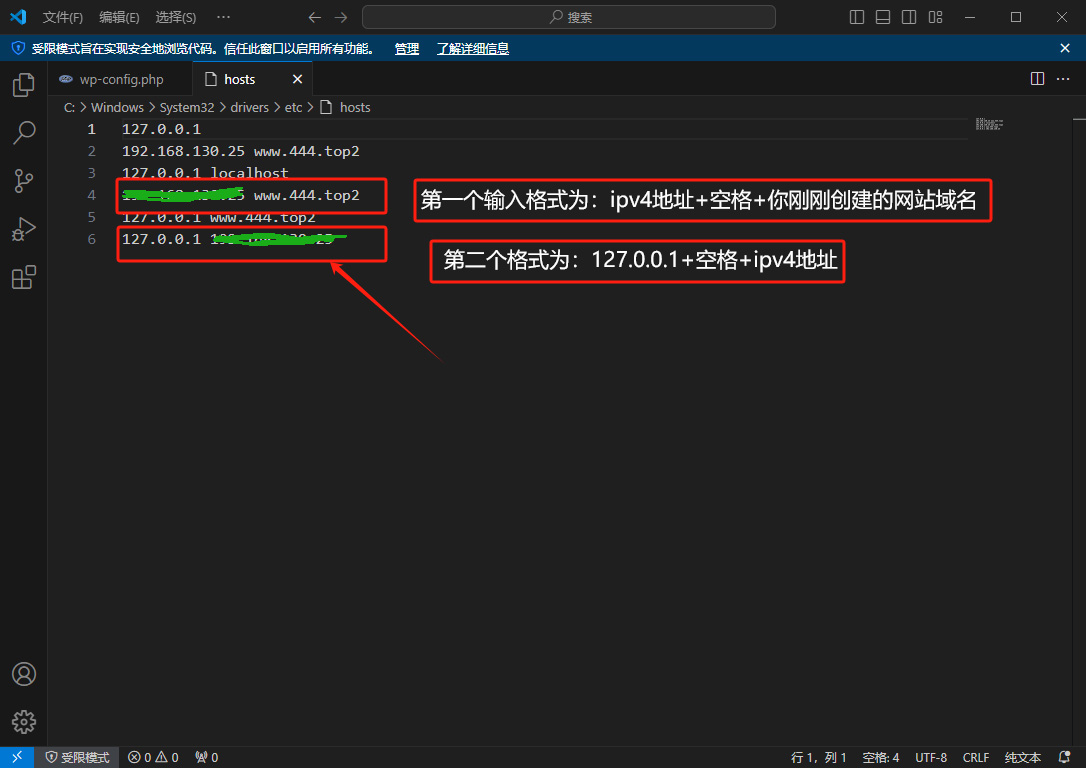 文件(F) 编辑(E) 选择(S) ··· 搜索
受限模式旨在实现安全地浏览代码。信任此窗口以启用所有功能。 管理 了解详细信息
wp-config.php hosts
C: > Windows > System32 > drivers > etc > hosts
1 127.0.0.1
2 192.168.130.25 www.444.top2
3 127.0.0.1 localhost
4 www.444.top2
第一个输入格式为：ipv4地址+空格+你刚刚创建的网站域名
5 127.0.0.1 www.444.top2
6 127.0.0.1
第二个格式为：127.0.0.1+空格+ipv4地址
受限模式 0 0 0 行 1，列 1 空格: 4 UTF-8 CRLF 纯文本